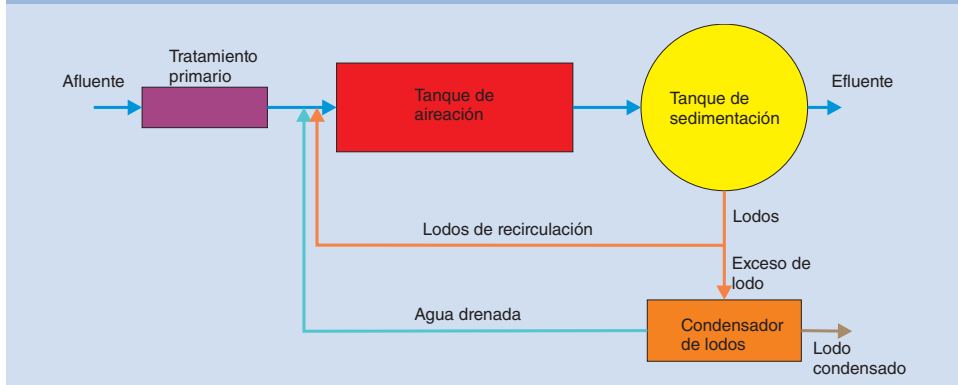 Afluente
Tratamiento
primario
Tanque de
aireación
Tanque de
sedimentación
Efluente
Lodos
Lodos de recirculación
Exceso de
lodo
Agua drenada
Condensador
de lodos
Lodo
condensado